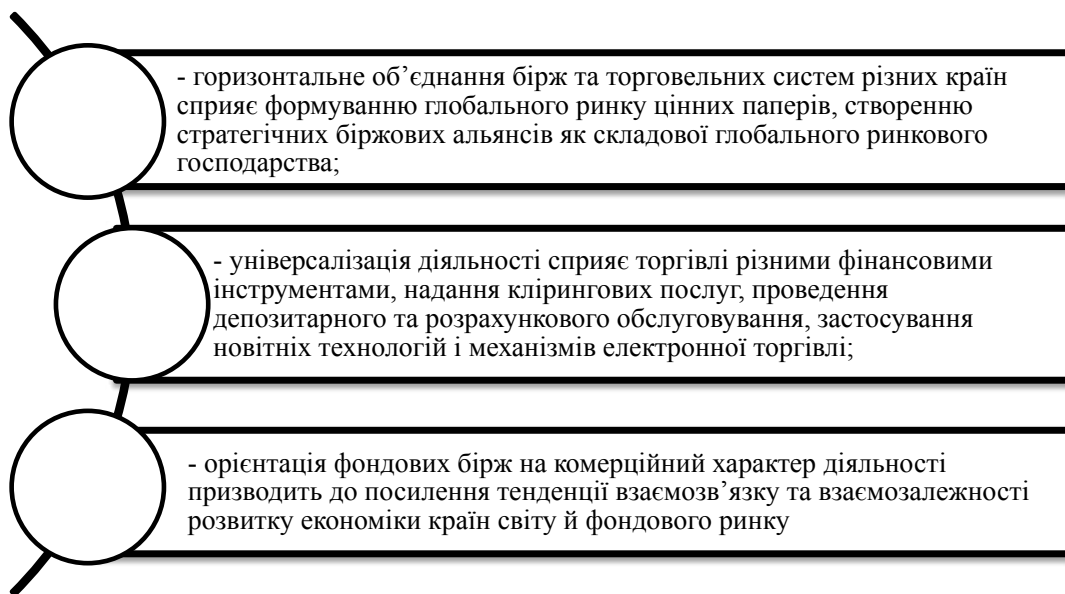 - горизонтальне об’єднання бірж та торговельних систем різних країн
сприяє формуванню глобального ринку цінних паперів, створенню
стратегічних біржових альянсів як складової глобального ринкового
господарства;
- універсалізація діяльності сприяє торгівлі різними фінансовими
інструментами, надання клірингових послуг, проведення
депозитарного та розрахункового обслуговування, застосування
новітніх технологій і механізмів електронної торгівлі;
- орієнтація фондових бірж на комерційний характер діяльності
призводить до посилення тенденції взаємозв’язку та взаємозалежності
розвитку економіки країн світу й фондового ринку